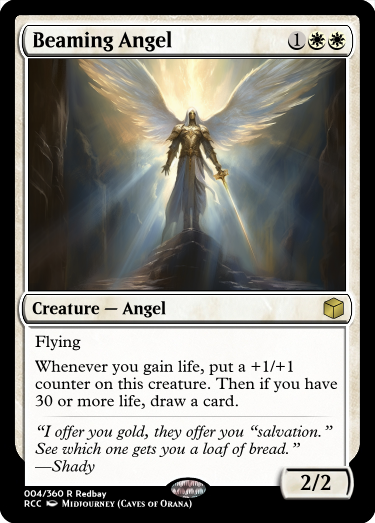 Beaming Angel 1
Creature — Angel
Flying
Whenever you gain life, put a +1/+1
counter on this creature. Then if you have
30 or more life, draw a card.
“I offer you gold, they offer you “salvation.”
See which one gets you a loaf of bread.”
—Shady
2/2
004/360 R Redbay
RCC Midjourney (Caves of Orana)